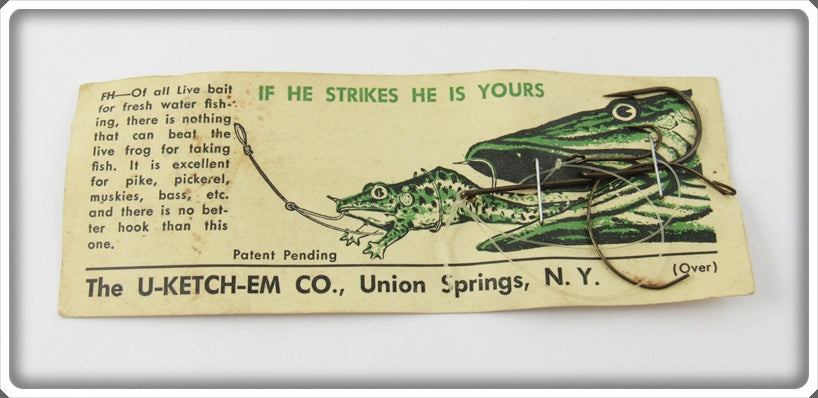 FH—Of all Live bait
for fresh water fish-
ing, there is nothing
that can beat the
live frog for taking
fish. It is excellent
for pike, pickerel,
muskies, bass, etc.
and there is no bet-
ter hook than this
one.
IF HE STRIKES HE IS YOURS
Patent Pending
The U-KETCH-EM CO., Union Springs, N. Y.
(Over)